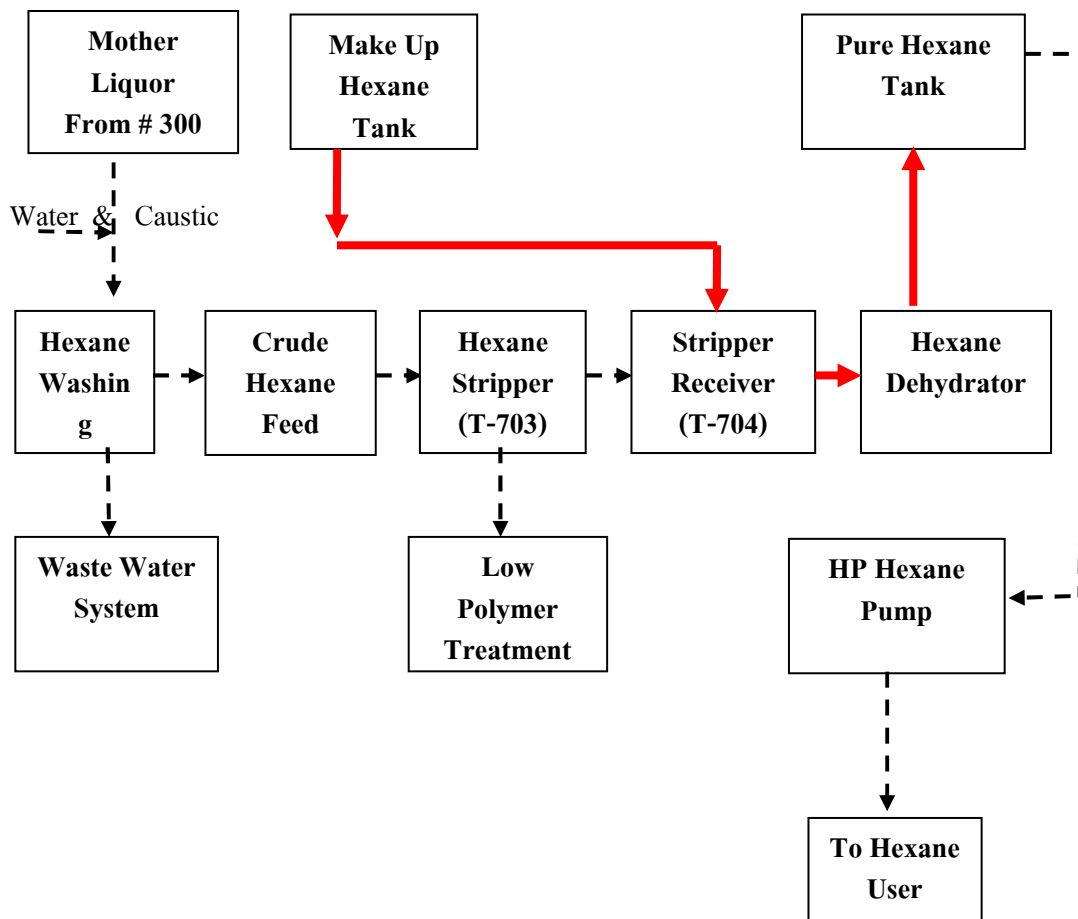 Mother
Liquor
From # 300
Make Up
Hexane
Tank
Pure Hexane
Tank
Water & Caustic
Hexane
Washin
g
Crude
Hexane
Feed
Hexane
Stripper
(T-703)
Stripper
Receiver
(T-704)
Hexane
Dehydrator
Waste Water
System
Low
Polymer
Treatment
HP Hexane
Pump
To Hexane
User